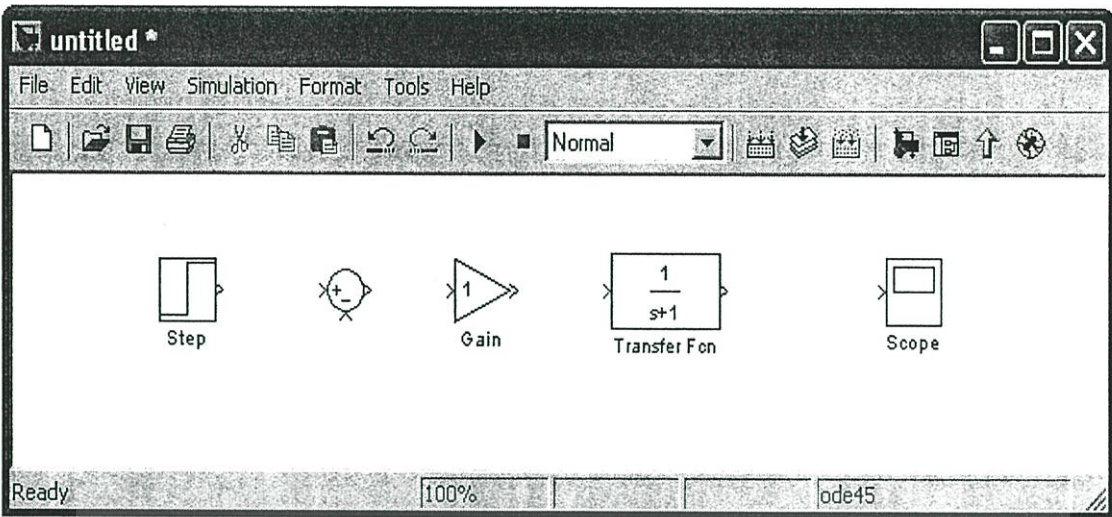 untitled *
File Edit View Simulation Format Tools Help
Normal
+
-
1
1
s+1
Step
Gain
Transfer Fcn
Scope
Ready 100% ode45